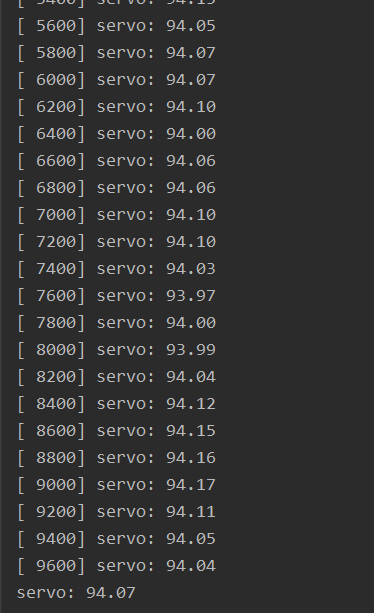 [ 5400] servo: 94.15
[ 5600] servo: 94.05
[ 5800] servo: 94.07
[ 6000] servo: 94.07
[ 6200] servo: 94.10
[ 6400] servo: 94.00
[ 6600] servo: 94.06
[ 6800] servo: 94.06
[ 7000] servo: 94.10
[ 7200] servo: 94.10
[ 7400] servo: 94.03
[ 7600] servo: 93.97
[ 7800] servo: 94.00
[ 8000] servo: 93.99
[ 8200] servo: 94.04
[ 8400] servo: 94.12
[ 8600] servo: 94.15
[ 8800] servo: 94.16
[ 9000] servo: 94.17
[ 9200] servo: 94.11
[ 9400] servo: 94.05
[ 9600] servo: 94.04
servo: 94.07